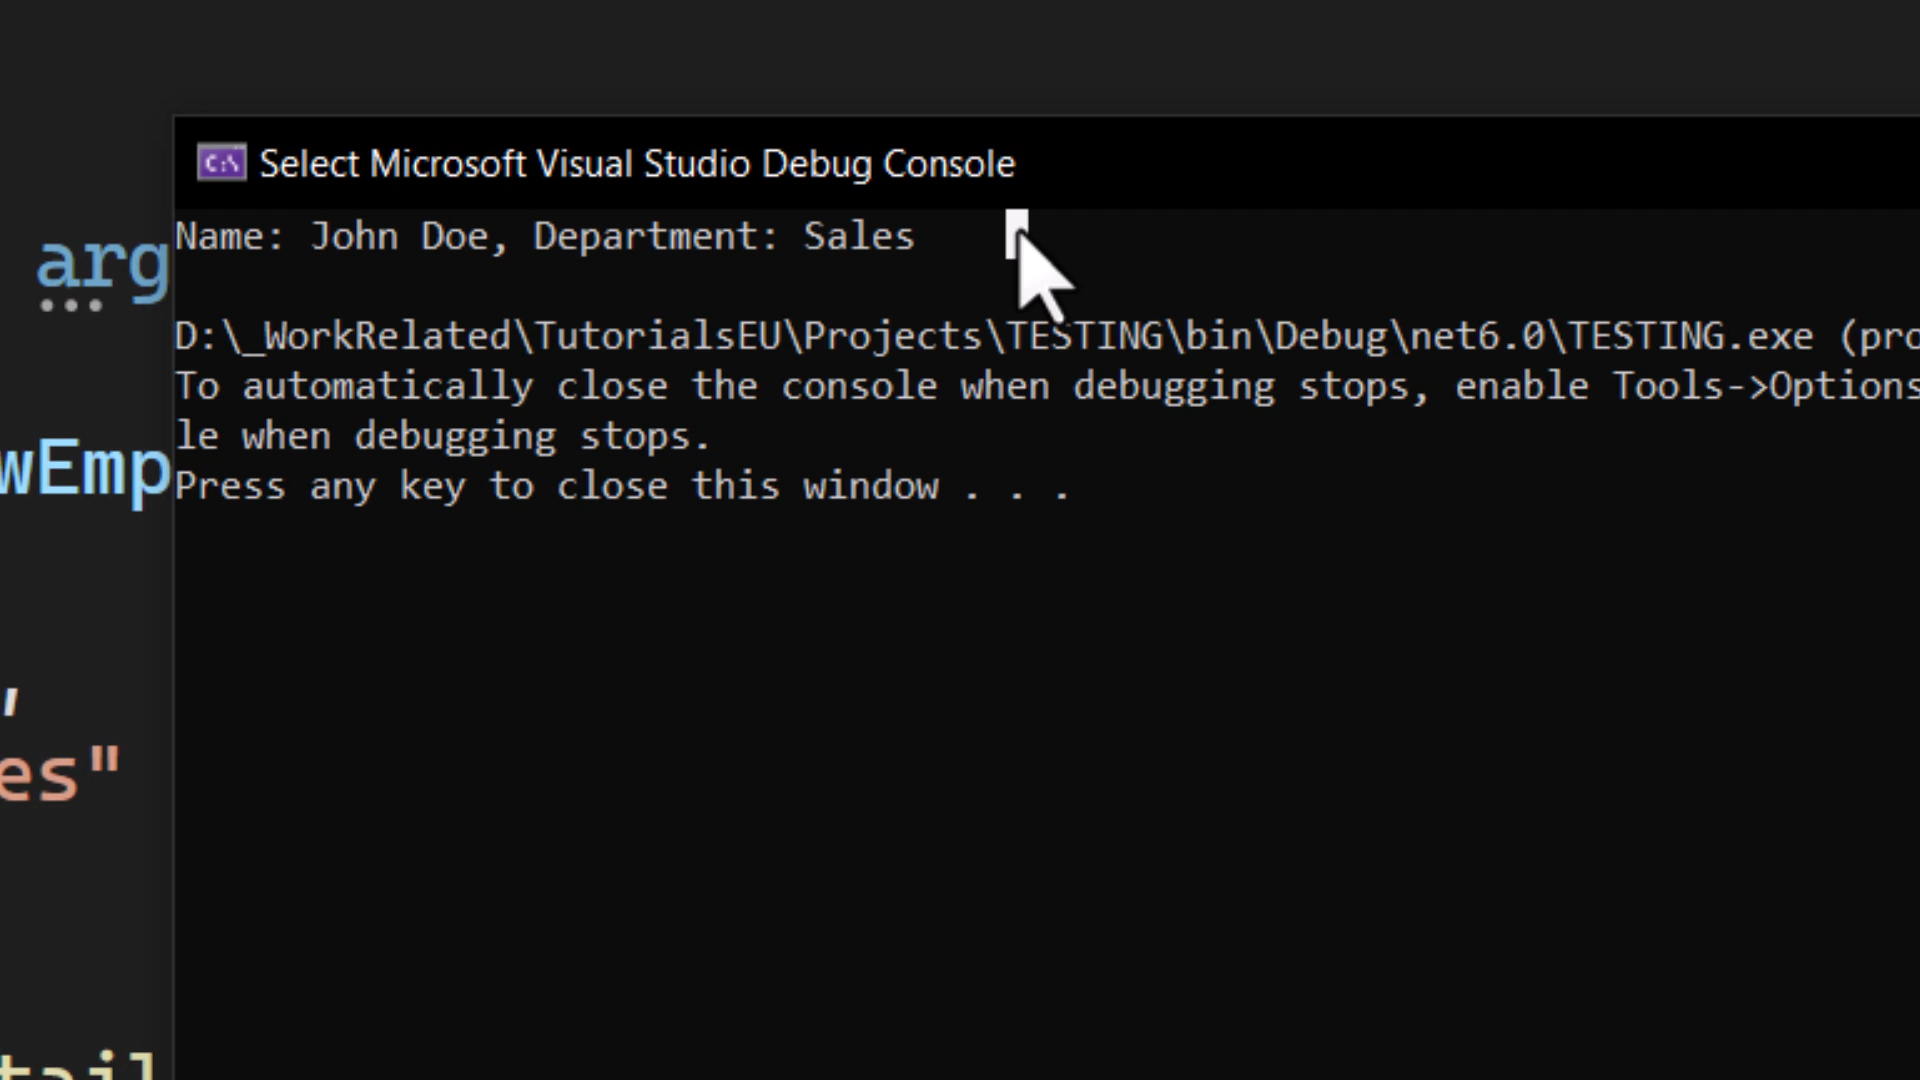 C:\ Select Microsoft Visual Studio Debug Console
Name: John Doe, Department: Sales
arg
D:\_WorkRelated\TutorialsEU\Projects\TESTING\bin\Debug\net6.0\TESTING.exe (pro
To automatically close the console when debugging stops, enable Tools->Options
le when debugging stops.
wEmp
Press any key to close this window . . .
,
es"
tail